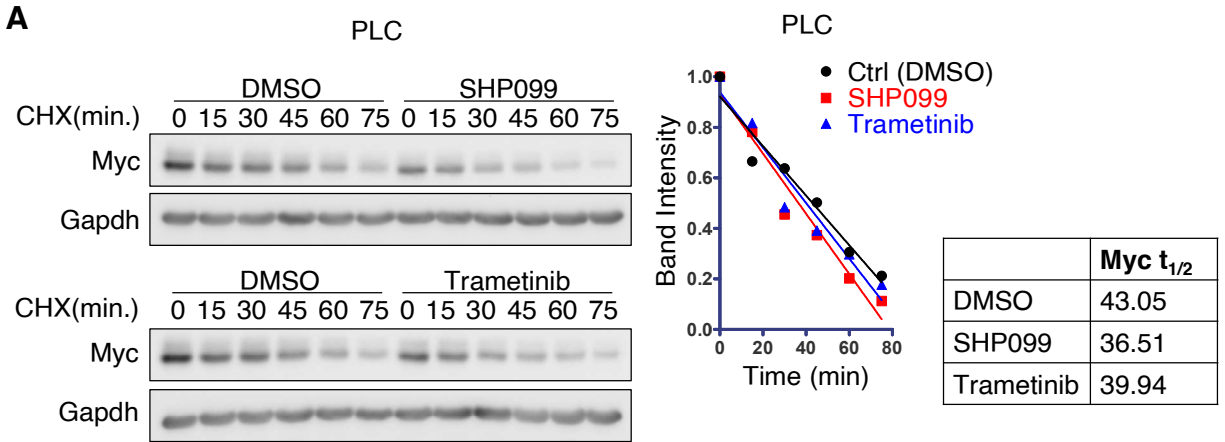 A
PLC
DMSO SHP099
CHX(min.) 0 15 30 45 60 75 0 15 30 45 60 75
Myc
Gapdh
DMSO Trametinib
CHX(min.) 0 15 30 45 60 75 0 15 30 45 60 75
Myc
Gapdh
PLC
Ctrl (DMSO)
SHP099
Trametinib
Band Intensity
1.0
0.8
0.6
0.4
0.2
0.0
0 20 40 60 80
Time (min)
Myc t1/2
DMSO 43.05
SHP099 36.51
Trametinib 39.94